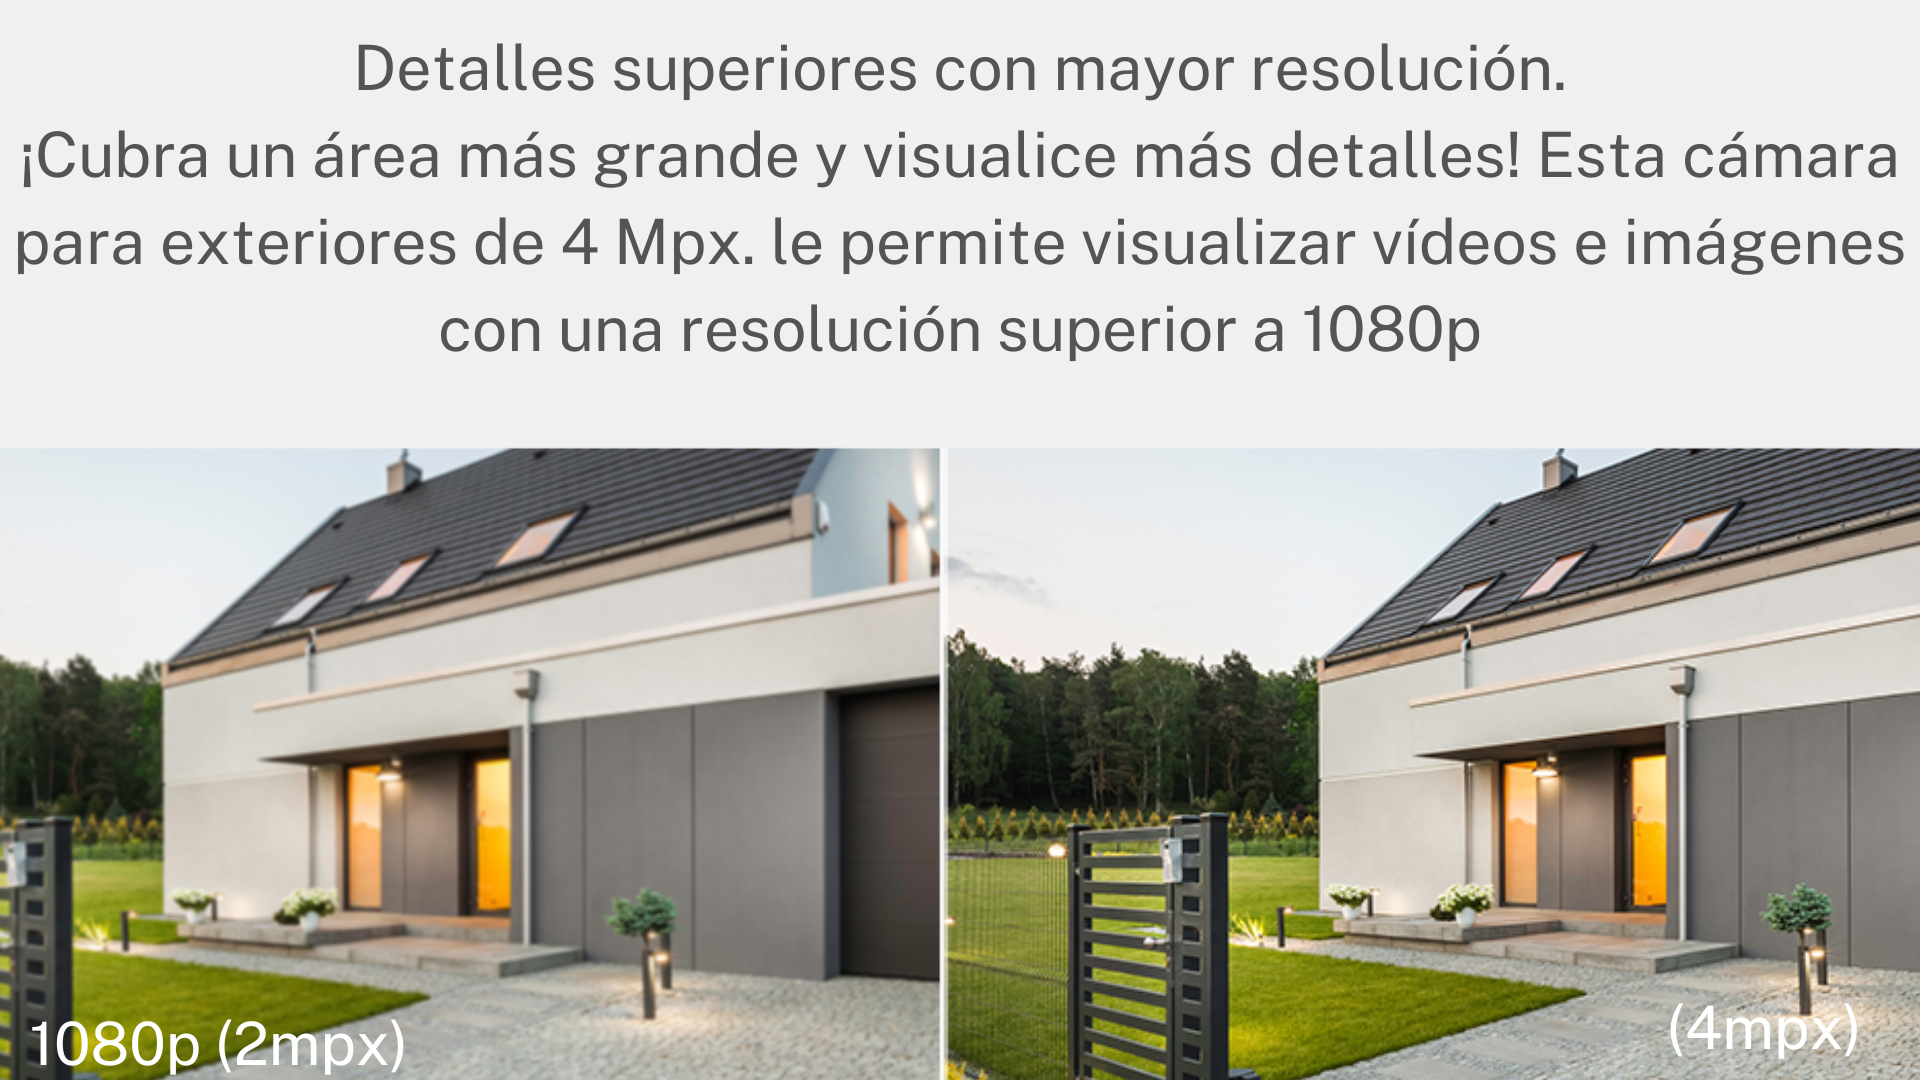 Detalles superiores con mayor resolución.
¡Cubra un área más grande y visualice más detalles! Esta cámara
para exteriores de 4 Mpx. le permite visualizar vídeos e imágenes
con una resolución superior a 1080p
1080p (2mpx)
(4mpx)